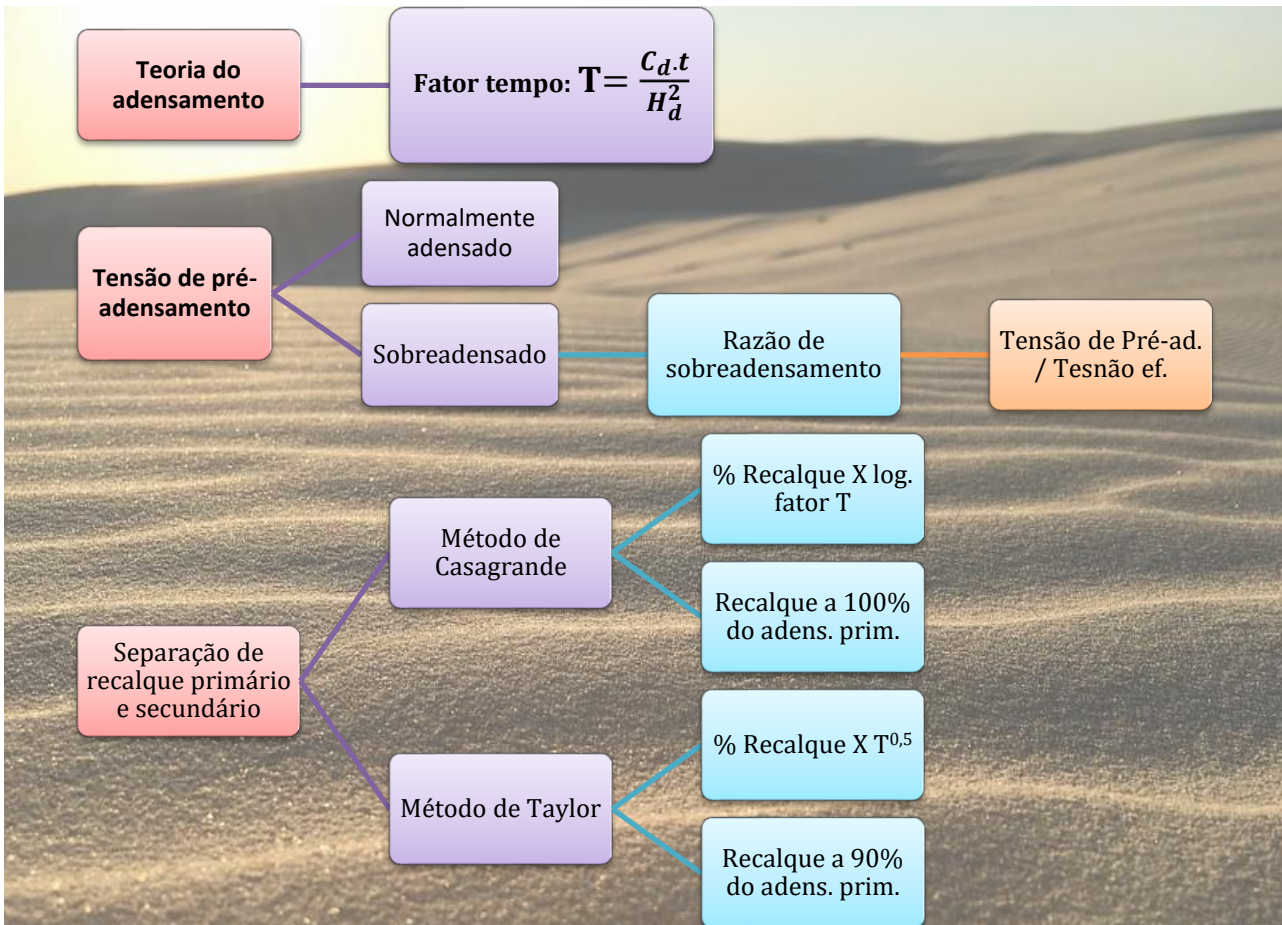 Teoria do
adensamento
Fator tempo: T= C_d.t / H_d^2
Tensão de pré-
adensamento
Normalmente
adensado
Sobreadensado
Razão de
sobreadensamento
Tensão de Pré-ad.
/ Tesnão ef.
Separação de
recalque primário
e secundário
Método de
Casagrande
% Recalque X log.
fator T
Recalque a 100%
do adens. prim.
Método de Taylor
% Recalque X T^0,5
Recalque a 90%
do adens. prim.